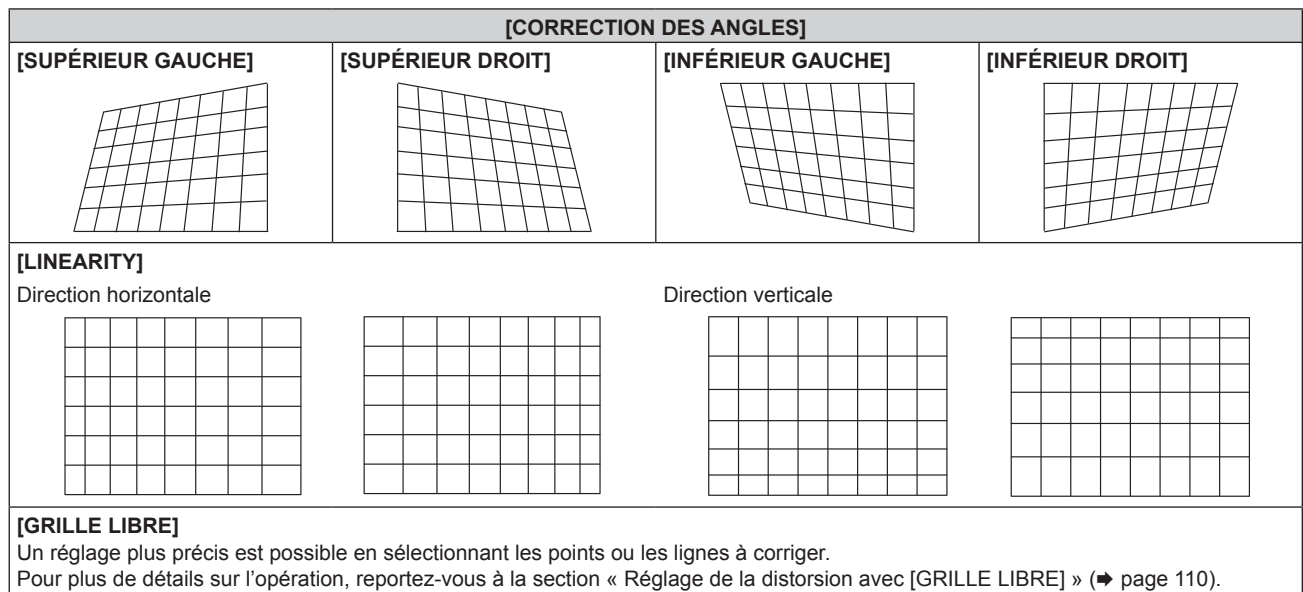 [CORRECTION DES ANGLES]
[SUPÉRIEUR GAUCHE]
[SUPÉRIEUR DROIT]
[INFÉRIEUR GAUCHE]
[INFÉRIEUR DROIT]
[LINEARITY]
Direction horizontale
Direction verticale
[GRILLE LIBRE]
Un réglage plus précis est possible en sélectionnant les points ou les lignes à corriger.
Pour plus de détails sur l’opération, reportez-vous à la section « Réglage de la distorsion avec [GRILLE LIBRE] » (➡ page 110).